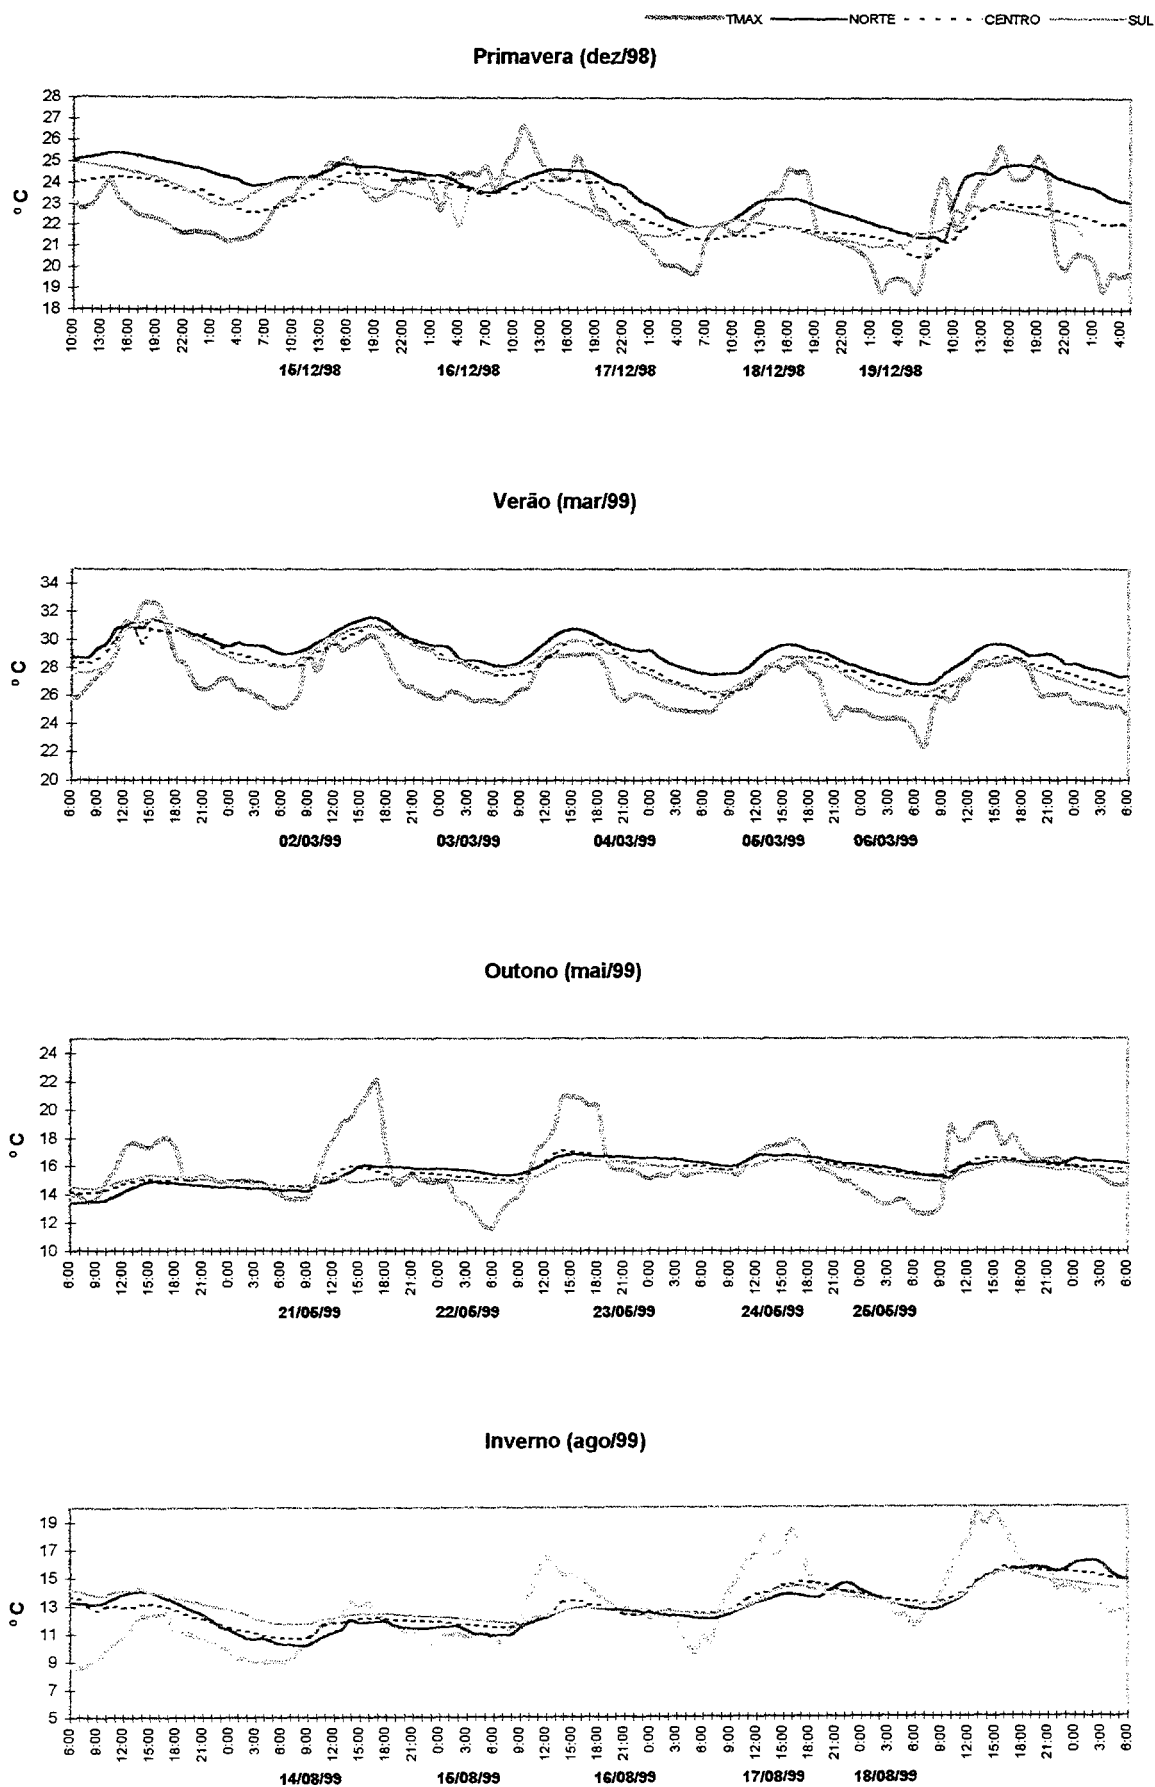 TMAX NORTE CENTRO SUL
Primavera (dez/98)
28
27
26
25
24
23
22
21
20
19
18
ºC
10:00 13:00 16:00 19:00 22:00 1:00 4:00 7:00 10:00 13:00 16:00 19:00 22:00 1:00 4:00 7:00 10:00 13:00 16:00 19:00 22:00 1:00 4:00 7:00 10:00 13:00 16:00 19:00 22:00 1:00 4:00 7:00 10:00 13:00 16:00 19:00 22:00 1:00 4:00
15/12/98 16/12/98 17/12/98 18/12/98 19/12/98
Verão (mar/99)
34
32
30
28
26
24
22
20
ºC
6:00 9:00 12:00 15:00 18:00 21:00 0:00 3:00 6:00 9:00 12:00 15:00 18:00 21:00 0:00 3:00 6:00 9:00 12:00 15:00 18:00 21:00 0:00 3:00 6:00 9:00 12:00 15:00 18:00 21:00 0:00 3:00 6:00 9:00 12:00 15:00 18:00 21:00 0:00 3:00 6:00
02/03/99 03/03/99 04/03/99 05/03/99 06/03/99
Outono (mai/99)
24
22
20
18
16
14
12
10
ºC
6:00 9:00 12:00 15:00 18:00 21:00 0:00 3:00 6:00 9:00 12:00 15:00 18:00 21:00 0:00 3:00 6:00 9:00 12:00 15:00 18:00 21:00 0:00 3:00 6:00 9:00 12:00 15:00 18:00 21:00 0:00 3:00 6:00 9:00 12:00 15:00 18:00 21:00 0:00 3:00 6:00
21/05/99 22/05/99 23/05/99 24/05/99 25/05/99
Inverno (ago/99)
19
17
15
13
11
9
7
5
ºC
6:00 9:00 12:00 15:00 18:00 21:00 0:00 3:00 6:00 9:00 12:00 15:00 18:00 21:00 0:00 3:00 6:00 9:00 12:00 15:00 18:00 21:00 0:00 3:00 6:00 9:00 12:00 15:00 18:00 21:00 0:00 3:00 6:00 9:00 12:00 15:00 18:00 21:00 0:00 3:00 6:00
14/08/99 15/08/99 16/08/99 17/08/99 18/08/99